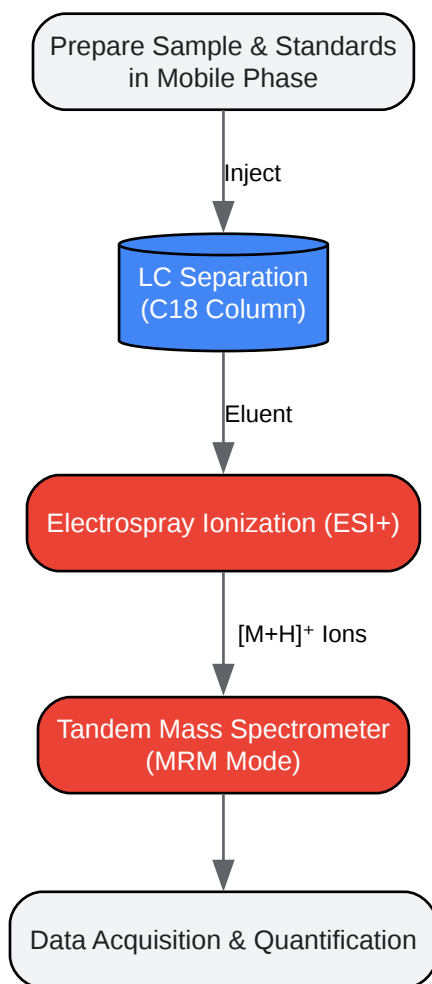 Prepare Sample & Standards
in Mobile Phase
Inject
LC Separation
(C18 Column)
Eluent
Electrospray Ionization (ESI+)
[M+H]⁺ Ions
Tandem Mass Spectrometer
(MRM Mode)
Data Acquisition & Quantification